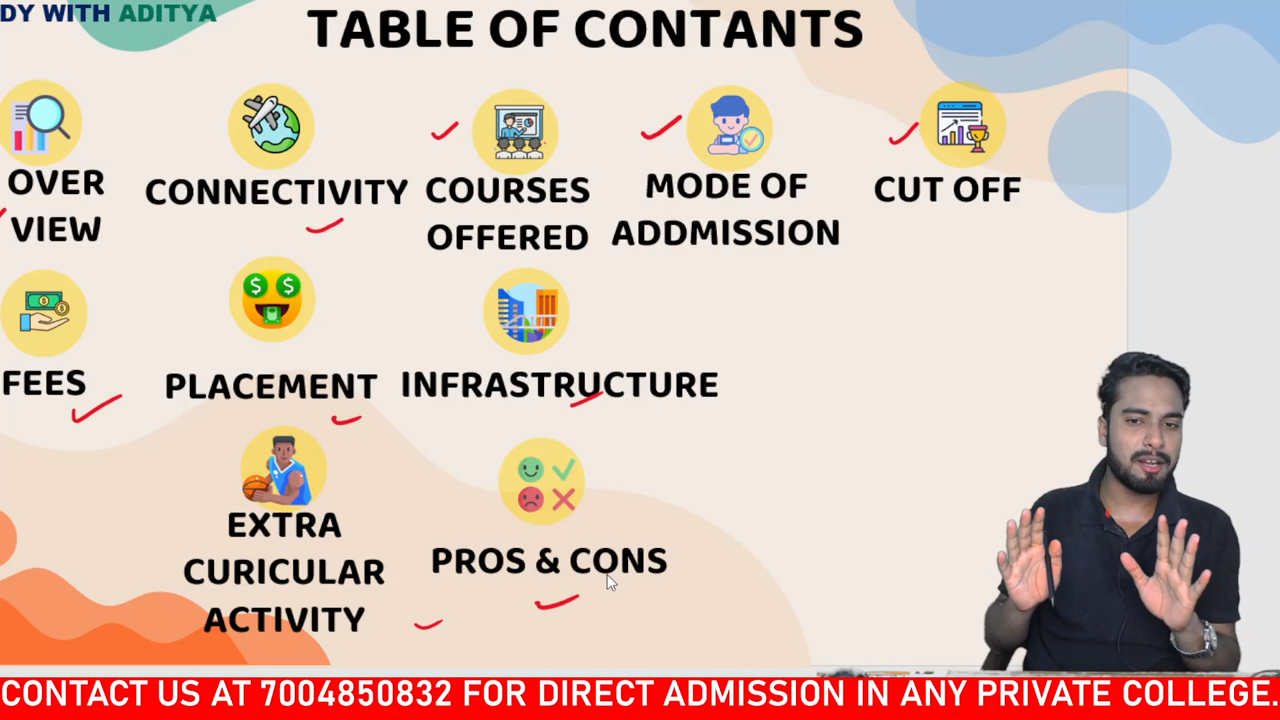 DY WITH ADITYA
TABLE OF CONTANTS
OVER
VIEW
CONNECTIVITY
COURSES
OFFERED
MODE OF
ADDMISSION
CUT OFF
FEES
PLACEMENT
INFRASTRUCTURE
EXTRA
CURICULAR
ACTIVITY
PROS & CONS
CONTACT US AT 7004850832 FOR DIRECT ADMISSION IN ANY PRIVATE COLLEGE.